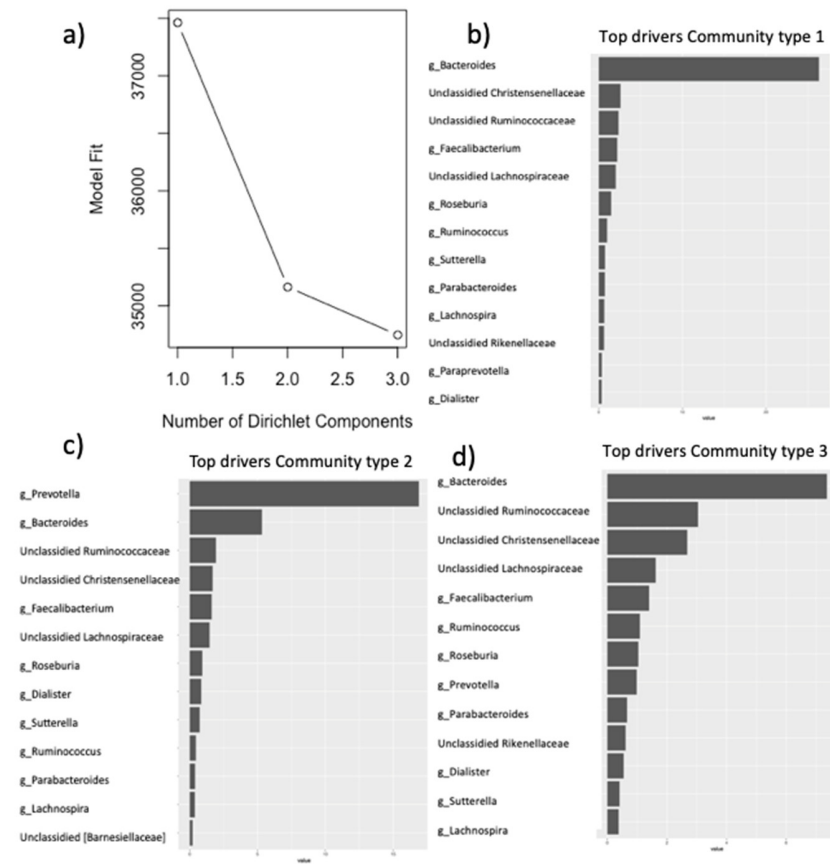 a)
Model Fit
37000
36000
35000
1.0 1.5 2.0 2.5 3.0
Number of Dirichlet Components
b)
Top drivers Community type 1
g_Bacteroides
Unclassidied Christensenellaceae
Unclassidied Ruminococcaceae
g_Faecalibacterium
Unclassidied Lachnospiraceae
g_Roseburia
g_Ruminococcus
g_Sutterella
g_Parabacteroides
g_Lachnospira
Unclassidied Rikenellaceae
g_Paraprevotella
g_Dialister
value
c)
Top drivers Community type 2
g_Prevotella
g_Bacteroides
Unclassidied Ruminococcaceae
Unclassidied Christensenellaceae
g_Faecalibacterium
Unclassidied Lachnospiraceae
g_Roseburia
g_Dialister
g_Sutterella
g_Ruminococcus
g_Parabacteroides
g_Lachnospira
Unclassidied [Barnesiellaceae]
value
d)
Top drivers Community type 3
g_Bacteroides
Unclassidied Ruminococcaceae
Unclassidied Christensenellaceae
Unclassidied Lachnospiraceae
g_Faecalibacterium
g_Ruminococcus
g_Roseburia
g_Prevotella
g_Parabacteroides
Unclassidied Rikenellaceae
g_Dialister
g_Sutterella
g_Lachnospira
value